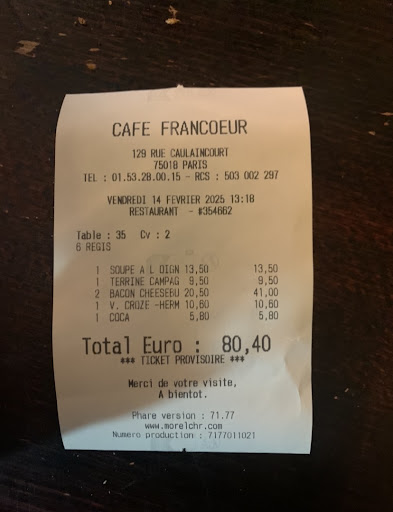 CAFE FRANCOEUR
129 RUE CAULAINCOURT
75018 PARIS
TEL : 01.53.28.00.15 - RCS : 503 002 297
VENDREDI 14 FEVRIER 2025 13:18
RESTAURANT - #354662
Table : 35 Cv : 2
6 REGIS
1 SOUPE A L OIGN 13,50 13,50
1 TERRINE CAMPAG 9,50 9,50
2 BACON CHEESEBU 20,50 41,00
1 V. CROZE -HERM 10,60 10,60
1 COCA 5,80 5,80
Total Euro : 80,40
*** TICKET PROVISOIRE ***
Merci de votre visite,
A bientot.
Phare version : 71.77
www.morelchr.com
Numero production : 7177011021